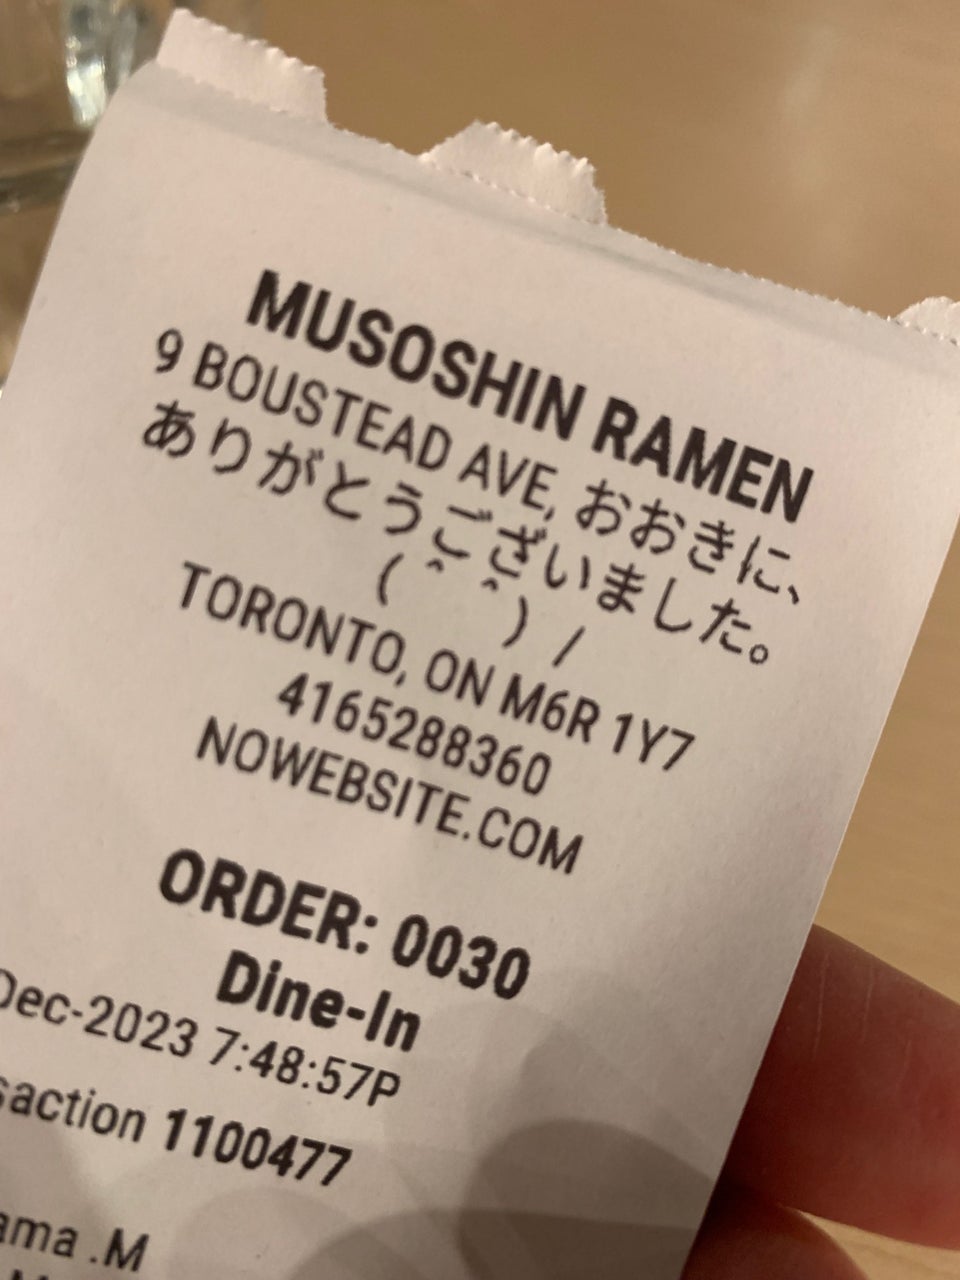 MUSOSHIN RAMEN
9 BOUSTEAD AVE, おおきに、
ありがとうございました。
( ^ ^ ) /
TORONTO, ON M6R 1Y7
4165288360
NOWEBSITE.COM
ORDER: 0030
Dine-In
Dec-2023 7:48:57P
saction 1100477
ama .M